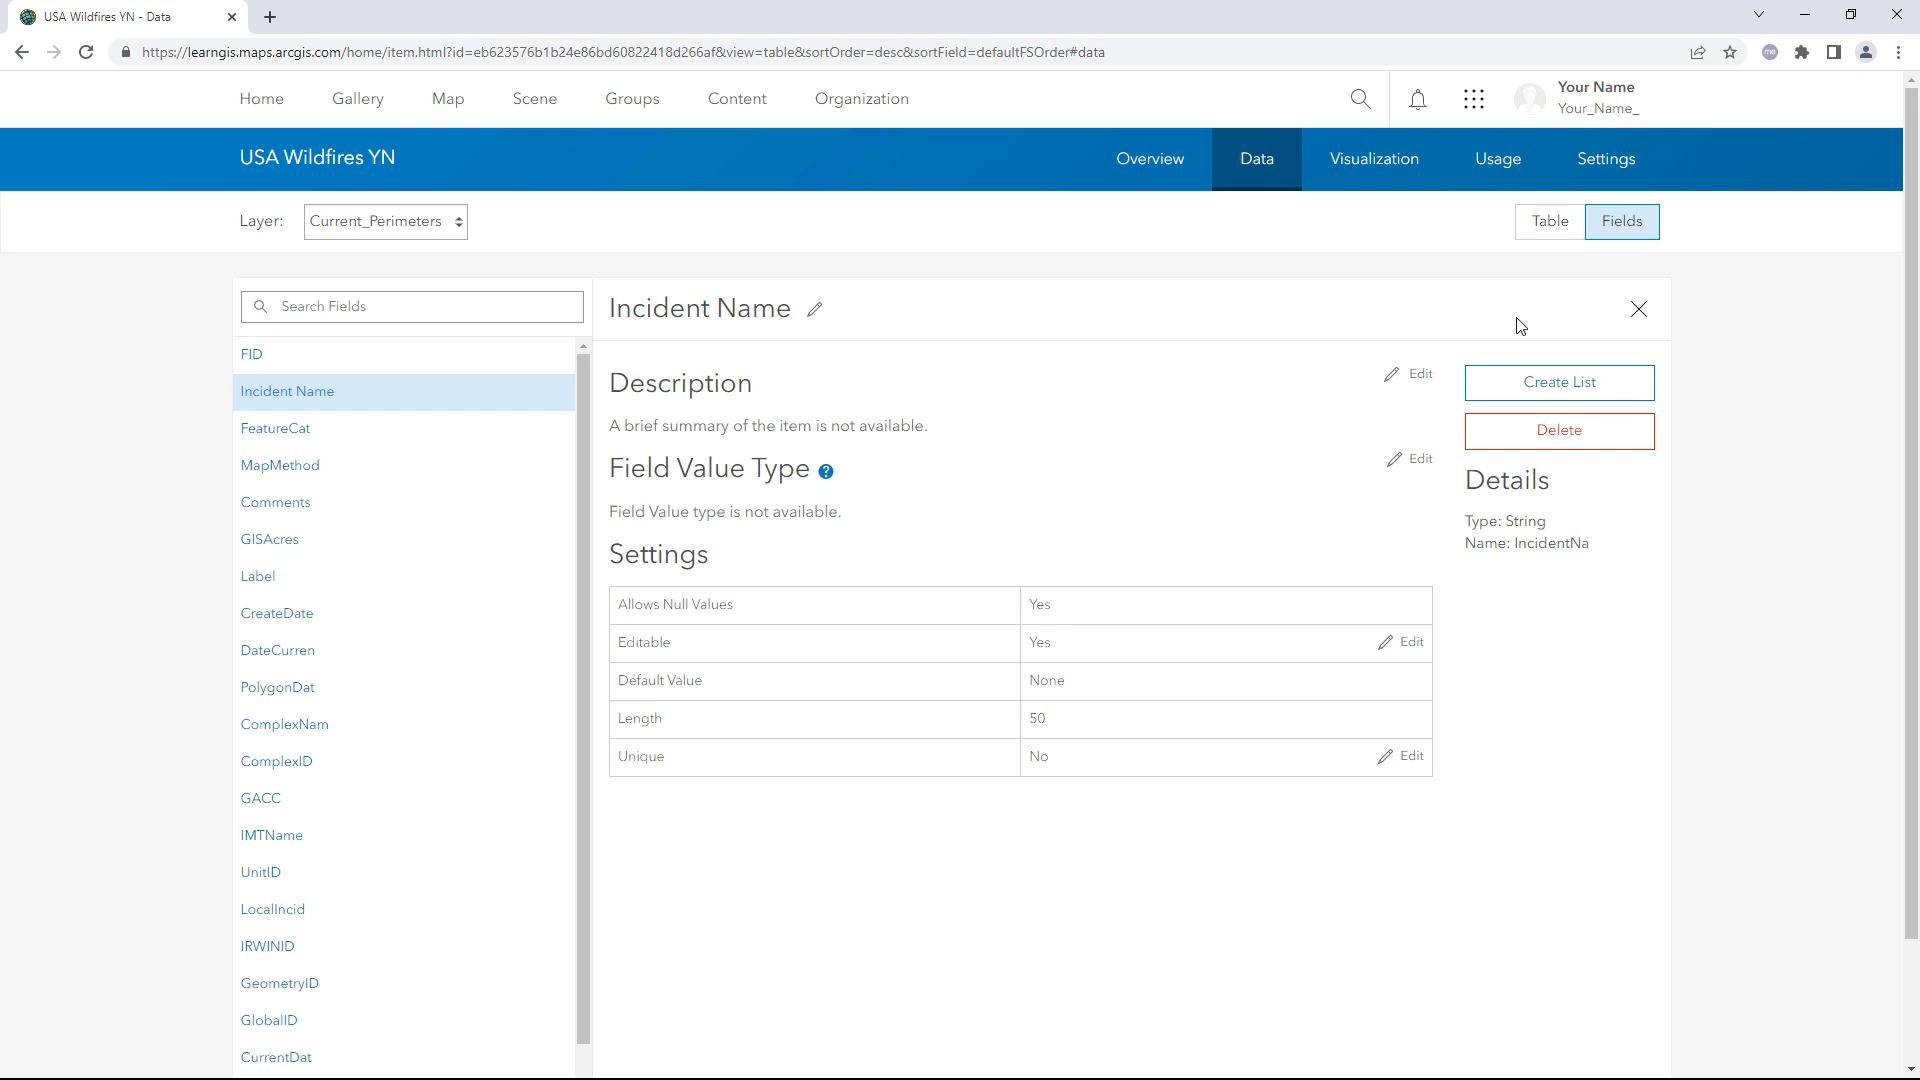 USA Wildfires YN - Data
https://learngis.maps.arcgis.com/home/item.html?id=eb623576b1b24e86bd60822418d266af&view=table&sortOrder=desc&sortField=defaultFSOrder#data
me
Home Gallery Map Scene Groups Content Organization
Your Name
Your_Name_
USA Wildfires YN
Overview Data Visualization Usage Settings
Layer: Current_Perimeters
Table Fields
Search Fields
FID
Incident Name
FeatureCat
MapMethod
Comments
GISAcres
Label
CreateDate
DateCurren
PolygonDat
ComplexNam
ComplexID
GACC
IMTName
UnitID
LocalIncid
IRWINID
GeometryID
GlobalID
CurrentDat
Incident Name
Description Edit
A brief summary of the item is not available.
Field Value Type ? Edit
Field Value type is not available.
Settings
Allows Null Values Yes
Editable Yes Edit
Default Value None
Length 50
Unique No Edit
Create List
Delete
Details
Type: String
Name: IncidentNa